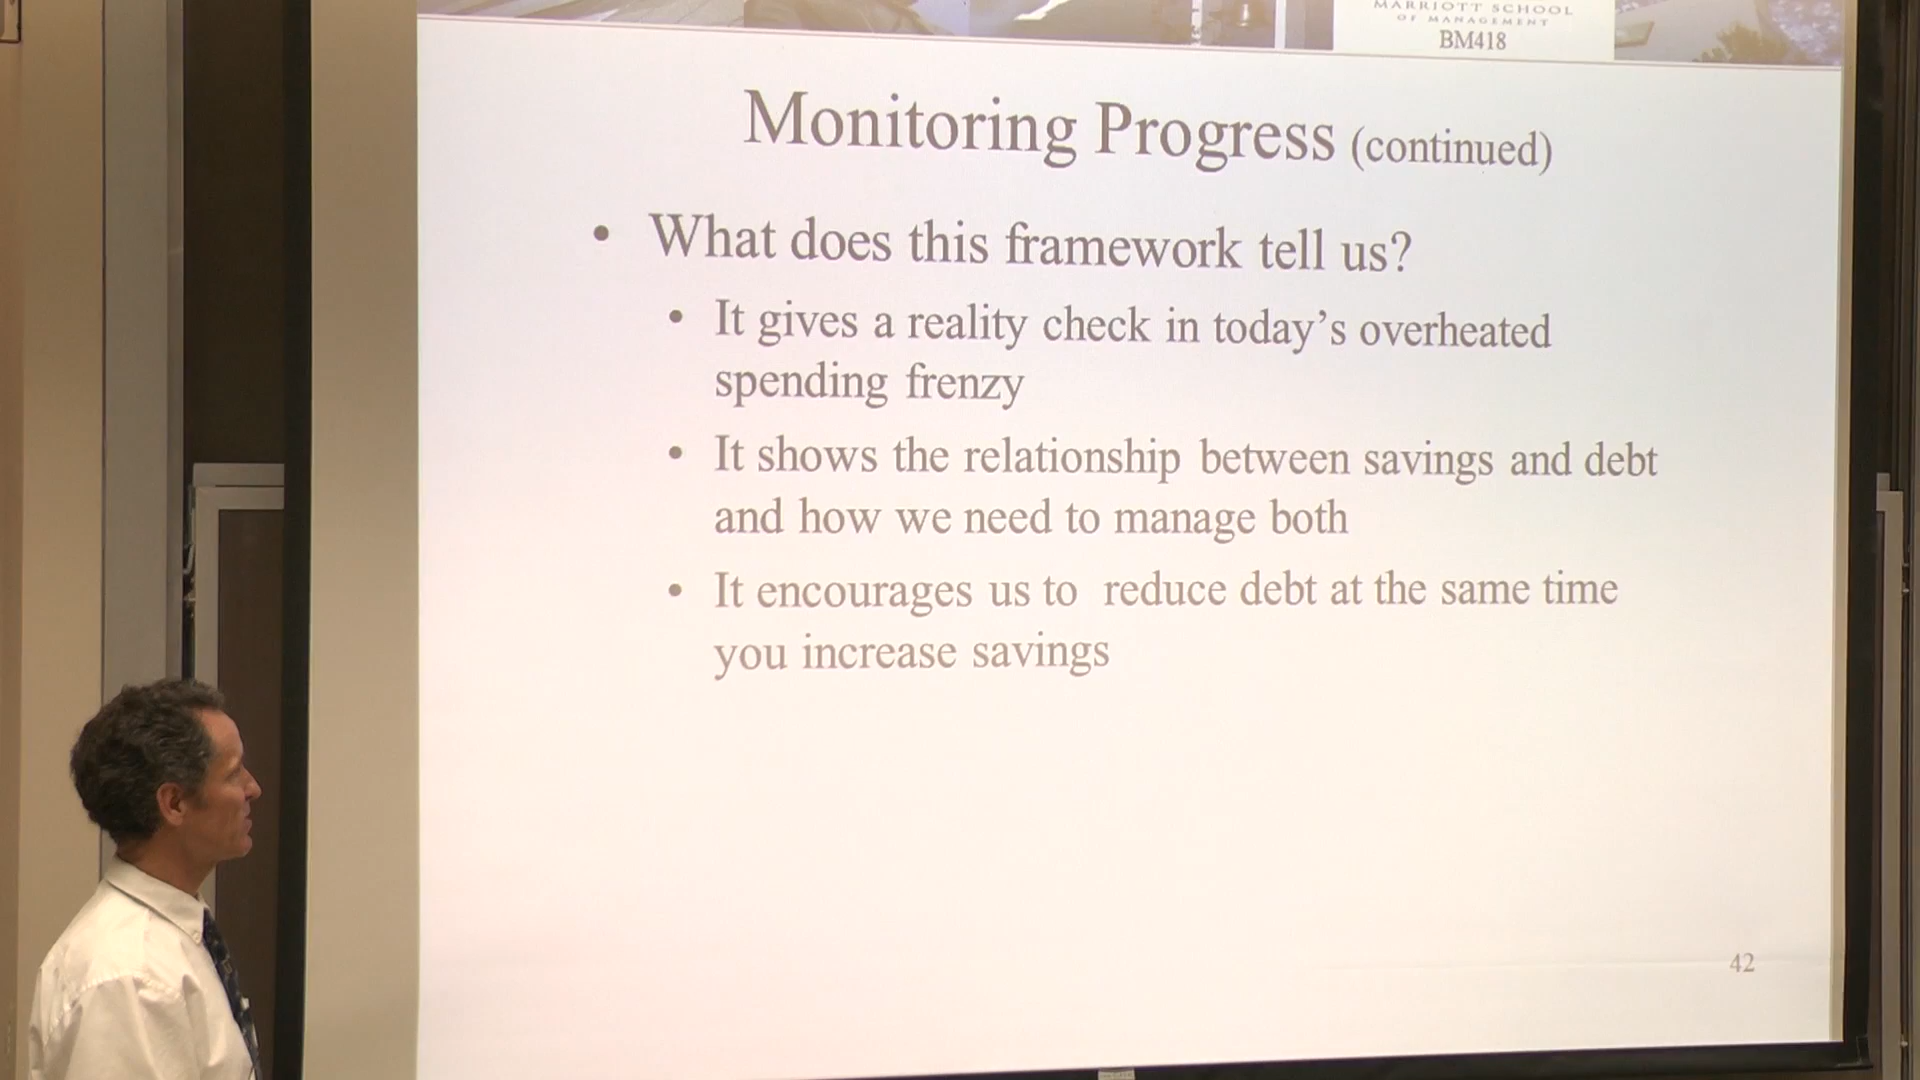 MARRIOTT SCHOOL
OF MANAGEMENT
BM418
Monitoring Progress (continued)
• What does this framework tell us?
• It gives a reality check in today’s overheated
spending frenzy
• It shows the relationship between savings and debt
and how we need to manage both
• It encourages us to reduce debt at the same time
you increase savings
42